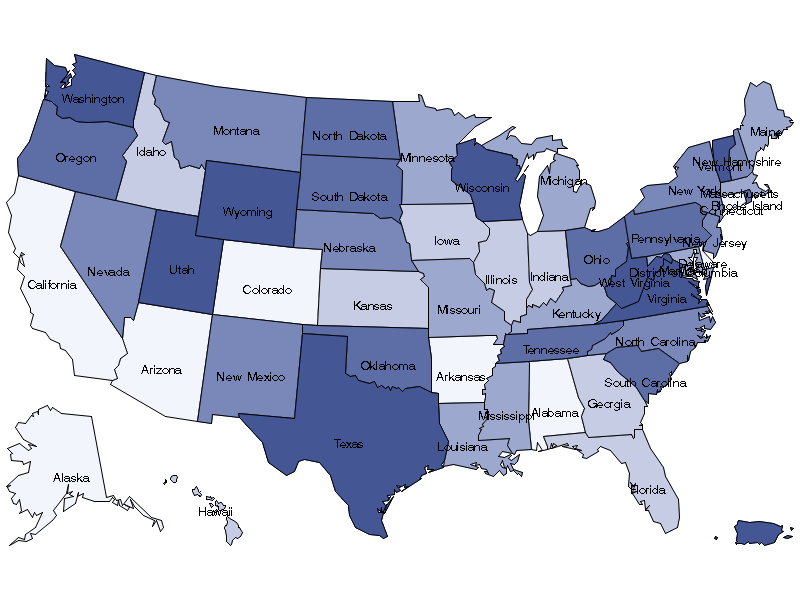 Washington
Montana
North Dakota
Minnesota
Maine
Oregon
Idaho
Wisconsin
Michigan
New Hampshire
Vermont
South Dakota
New York
Massachusetts
Rhode Island
Connecticut
Wyoming
Nebraska
Iowa
Pennsylvania
New Jersey
Nevada
Utah
Illinois
Indiana
Ohio
Delaware
District of Columbia
California
Colorado
Kansas
Missouri
Kentucky
West Virginia
Virginia
Arizona
New Mexico
Oklahoma
Arkansas
Tennessee
North Carolina
South Carolina
Texas
Louisiana
Mississippi
Alabama
Georgia
Alaska
Hawaii
Florida